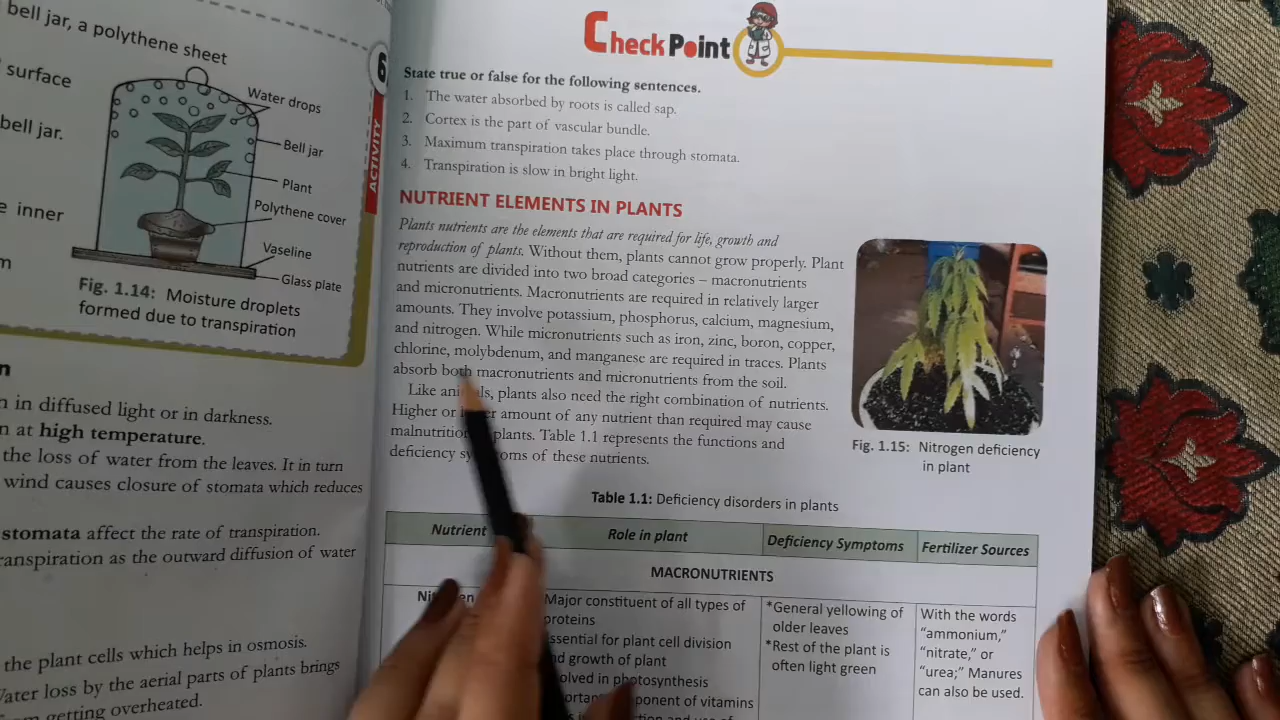 bell jar, a polythene sheet
surface
bell jar.
e inner
m
Water drops
Bell jar
Plant
Polythene cover
Vaseline
Glass plate
Fig. 1.14: Moisture droplets
formed due to transpiration
6
ACTIVITY
n
n in diffused light or in darkness.
n at high temperature.
the loss of water from the leaves. It in turn
wind causes closure of stomata which reduces
stomata affect the rate of transpiration.
ranspiration as the outward diffusion of water
the plant cells which helps in osmosis.
Water loss by the aerial parts of plants brings
getting overheated.
Check Point
State true or false for the following sentences.
1. The water absorbed by roots is called sap.
2. Cortex is the part of vascular bundle.
3. Maximum transpiration takes place through stomata.
4. Transpiration is slow in bright light.
NUTRIENT ELEMENTS IN PLANTS
Plants nutrients are the elements that are required for life, growth and
reproduction of plants. Without them, plants cannot grow properly. Plant
nutrients are divided into two broad categories – macronutrients
and micronutrients. Macronutrients are required in relatively larger
amounts. They involve potassium, phosphorus, calcium, magnesium,
and nitrogen. While micronutrients such as iron, zinc, boron, copper,
chlorine, molybdenum, and manganese are required in traces. Plants
absorb both macronutrients and micronutrients from the soil.
Like animals, plants also need the right combination of nutrients.
Higher or amount of any nutrient than required may cause
malnutrition plants. Table 1.1 represents the functions and
deficiency symptoms of these nutrients.
Fig. 1.15: Nitrogen deficiency
in plant
Table 1.1: Deficiency disorders in plants
Nutrient Role in plant Deficiency Symptoms Fertilizer Sources
MACRONUTRIENTS
Major constituent of all types of
proteins
essential for plant cell division
growth of plant
in photosynthesis
of vitamins
*General yellowing of
older leaves
*Rest of the plant is
often light green
With the words
“ammonium,”
“nitrate,” or
“urea;” Manures
can also be used.